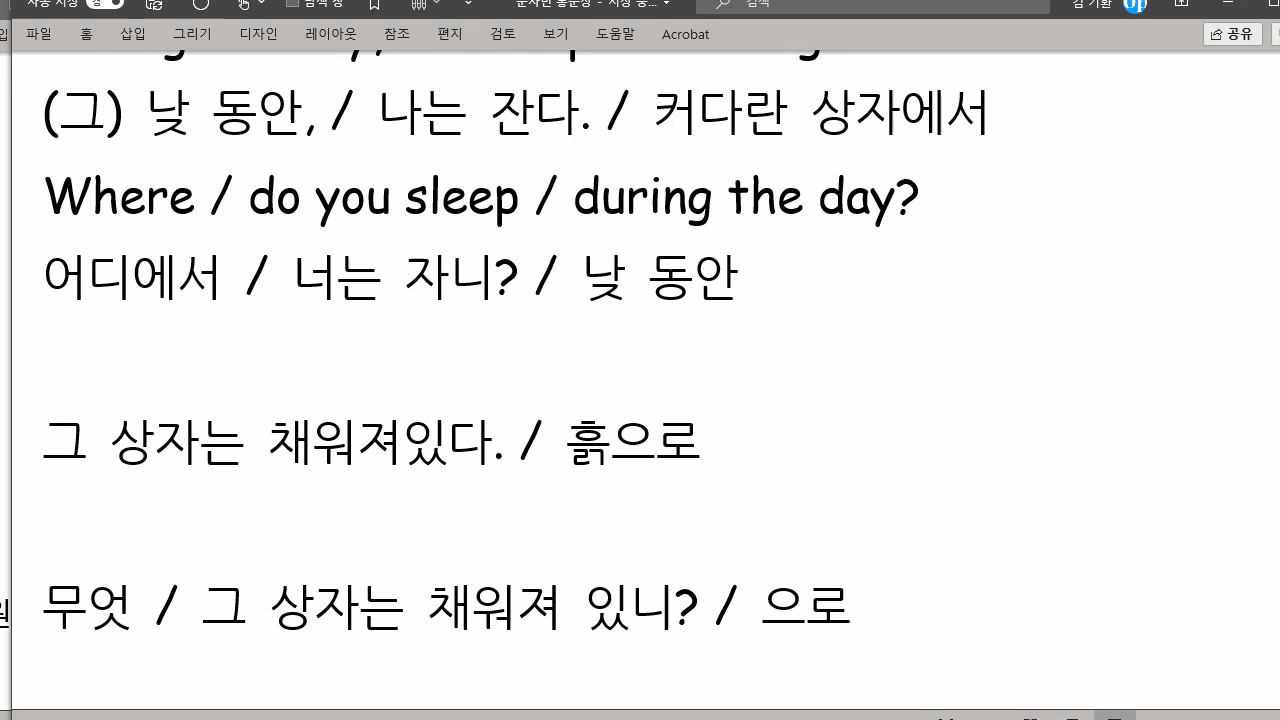 검색
파일 홈 삽입 그리기 디자인 레이아웃 참조 편지 검토 보기 도움말 Acrobat 공유
(그) 낮 동안, / 나는 잔다. / 커다란 상자에서
Where / do you sleep / during the day?
어디에서 / 너는 자니? / 낮 동안
그 상자는 채워져있다. / 흙으로
무엇 / 그 상자는 채워져 있니? / 으로